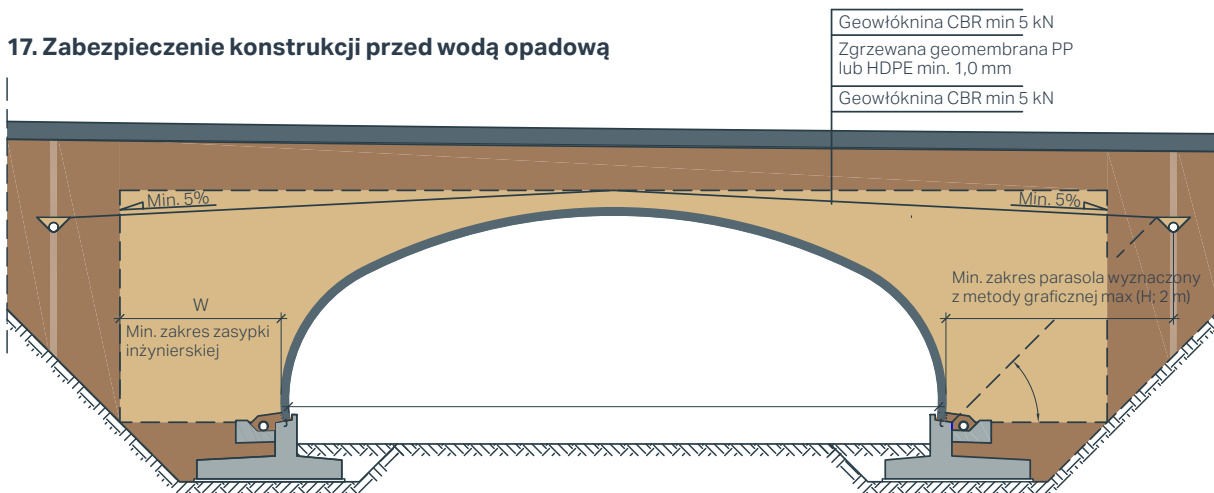 17. Zabezpieczenie konstrukcji przed wodą opadową
Geowłóknina CBR min 5 kN
Zgrzewana geomembrana PP
lub HDPE min. 1,0 mm
Geowłóknina CBR min 5 kN
Min. 5%
Min. 5%
W
Min. zakres zasypki
inżynierskiej
Min. zakres parasola wyznaczony
z metody graficznej max (H; 2 m)